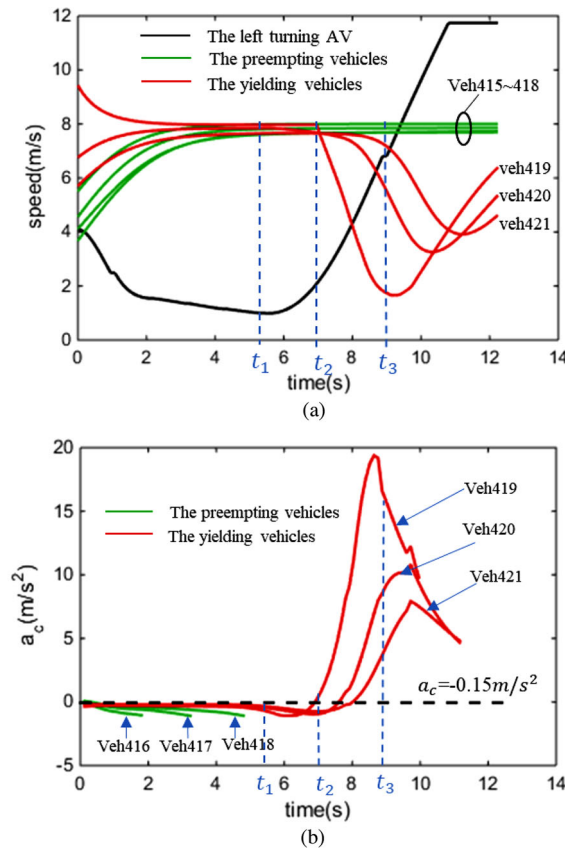 The left turning AV
The preempting vehicles
The yielding vehicles
Veh415~418
veh419
veh420
veh421
speed(m/s)
12
10
8
6
4
2
0
0 2 4 6 8 10 12 14
t₁ t₂ t₃
time(s)
(a)
The preempting vehicles
The yielding vehicles
Veh419
Veh420
Veh421
a_c=-0.15m/s²
Veh416 Veh417 Veh418
a_c(m/s²)
20
15
10
5
0
-5
0 2 4 6 8 10 12 14
t₁ t₂ t₃
time(s)
(b)